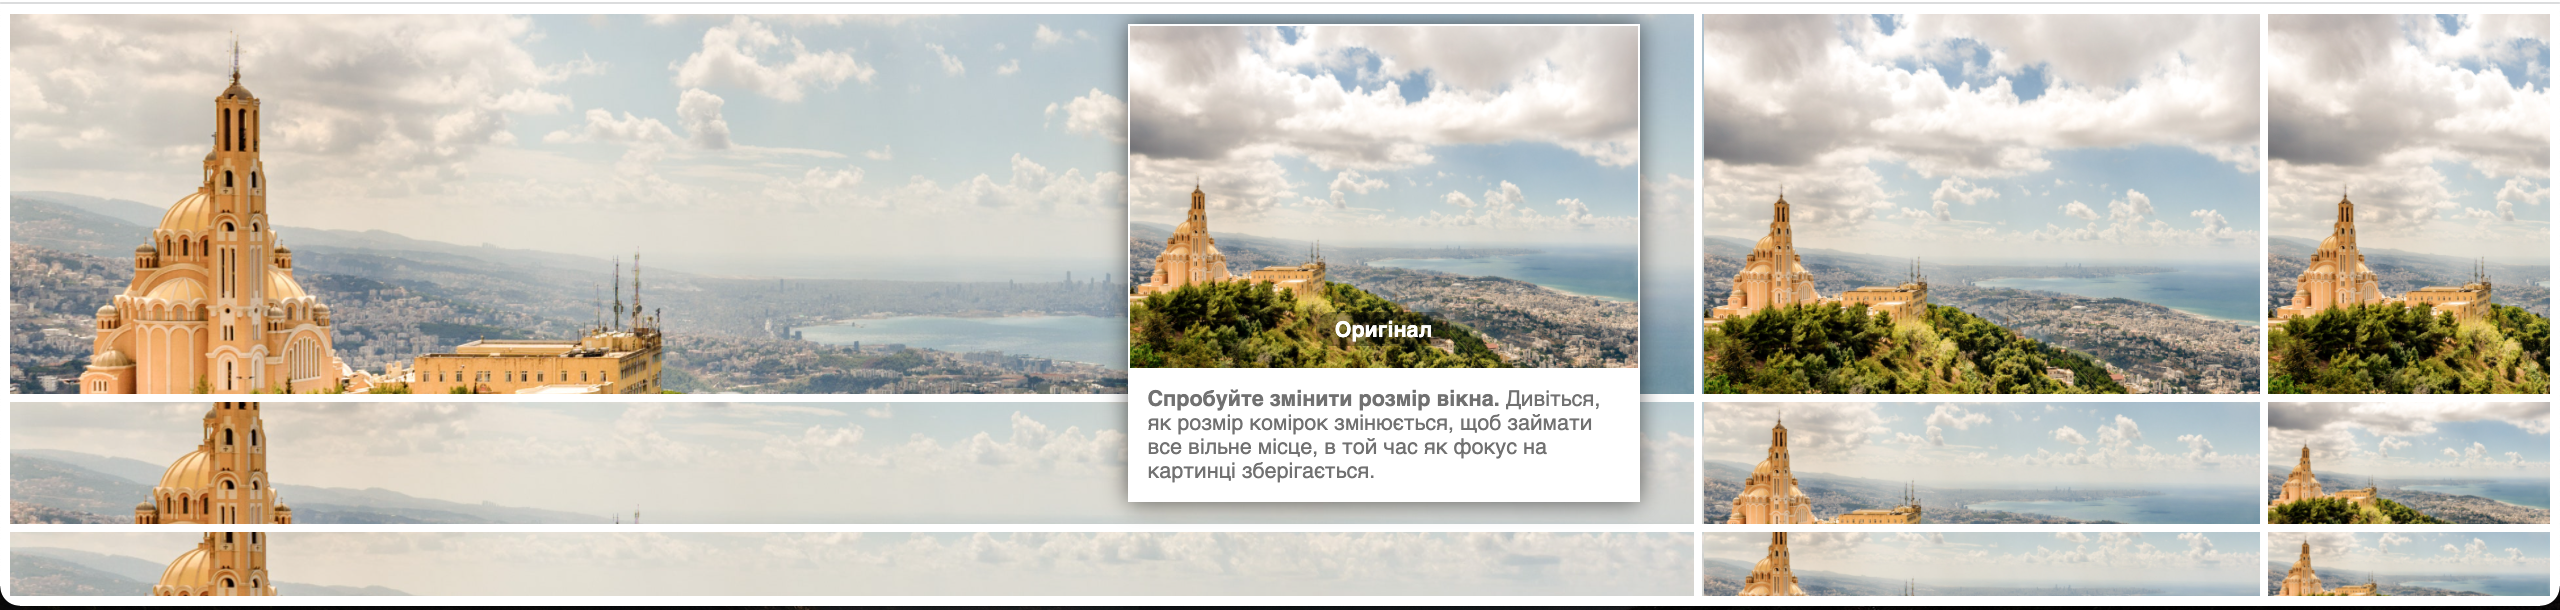 Оригінал
Спробуйте змінити розмір вікна. Дивіться,
як розмір комірок змінюється, щоб займати
все вільне місце, в той час як фокус на
картинці зберігається.